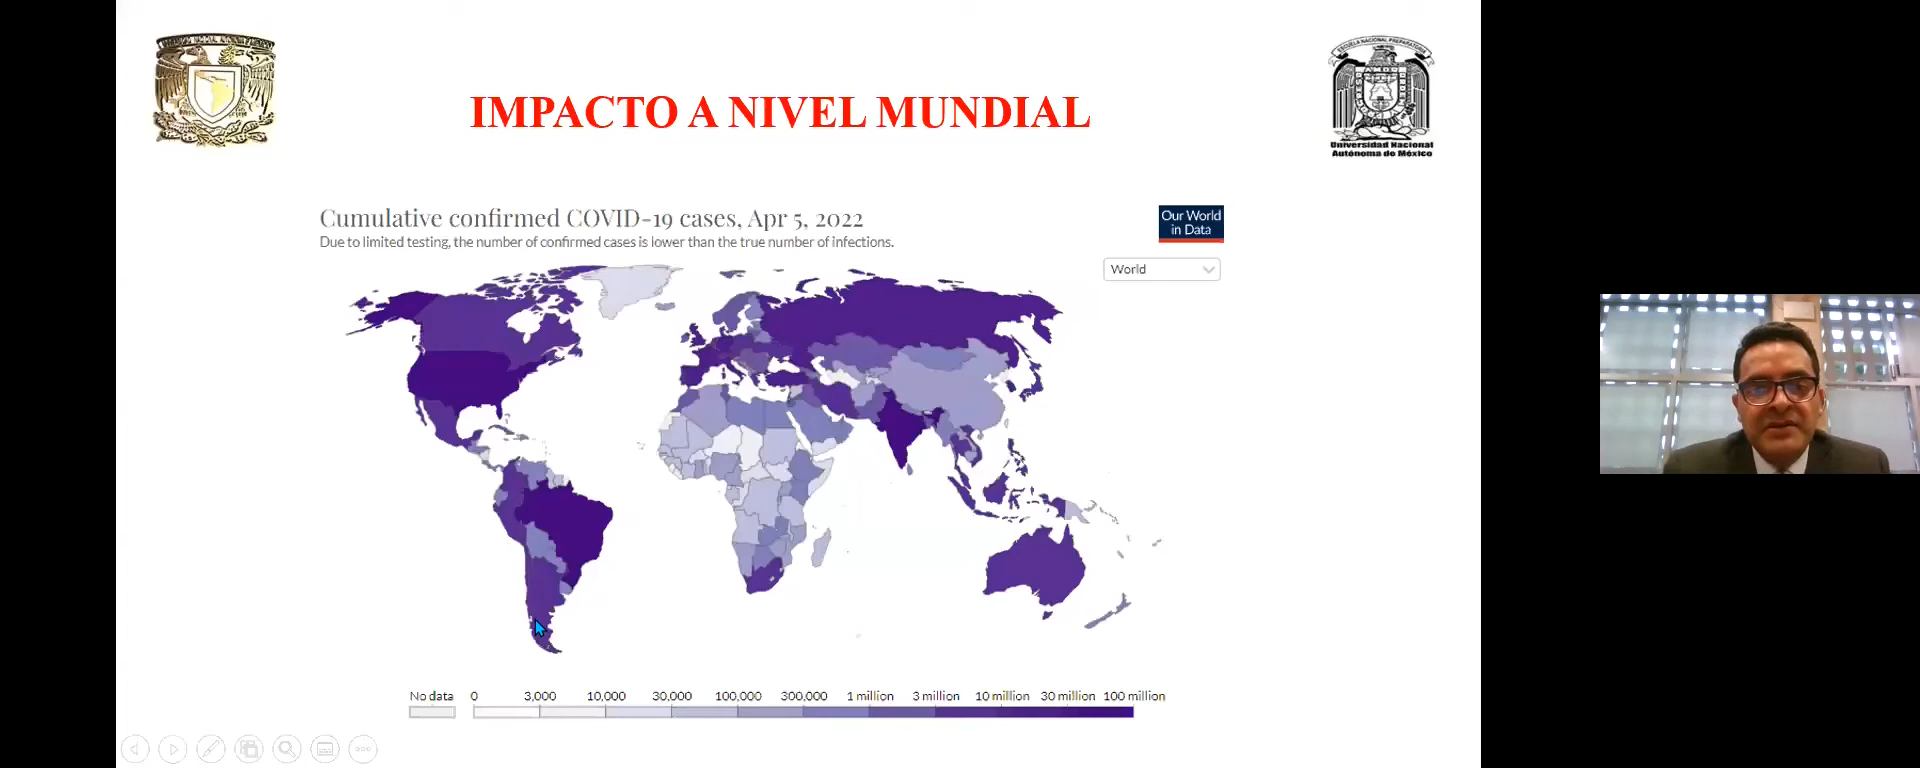 IMPACTO A NIVEL MUNDIAL
ESCUELA NACIONAL PREPARATORIA
Universidad Nacional
Autónoma de México
Cumulative confirmed COVID-19 cases, Apr 5, 2022
Due to limited testing, the number of confirmed cases is lower than the true number of infections.
Our World
in Data
World
No data 0 3,000 10,000 30,000 100,000 300,000 1 million 3 million 10 million 30 million 100 million